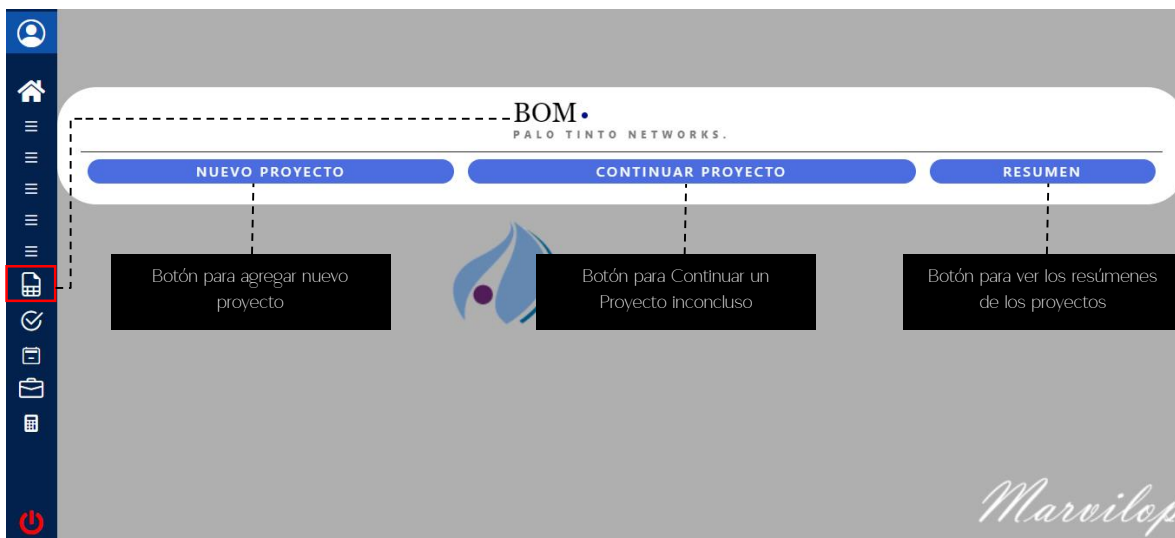 BOM
PALO TINTO NETWORKS.
NUEVO PROYECTO
CONTINUAR PROYECTO
RESUMEN
Botón para agregar nuevo
proyecto
Botón para Continuar un
Proyecto inconcluso
Botón para ver los resúmenes
de los proyectos
Marvilop